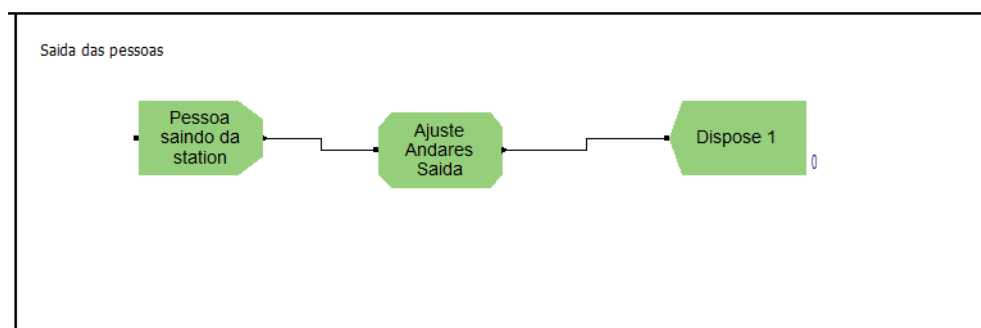 Saida das pessoas
Pessoa
saindo da
station
Ajuste
Andares
Saida
Dispose 1
0